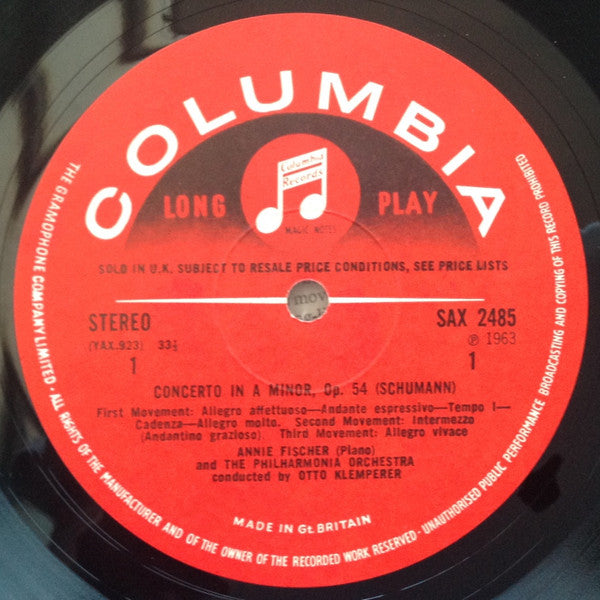 COLUMBIA
Columbia
Records
LONG PLAY
MAGIC NOTES
SOLD IN U.K. SUBJECT TO RESALE PRICE CONDITIONS, SEE PRICE LISTS
mov
STEREO SAX 2485
(YAX.923) 33⅓ ℗ 1963
1 1
CONCERTO IN A MINOR, Op. 54 (SCHUMANN)
First Movement: Allegro affettuoso—Andante espressivo—Tempo I—
Cadenza—Allegro molto. Second Movement: Intermezzo
(Andantino grazioso) Third Movement: Allegro vivace
ANNIE FISCHER (Piano)
and THE PHILHARMONIA ORCHESTRA
conducted by OTTO KLEMPERER
MADE IN Gt. BRITAIN
THE GRAMOPHONE COMPANY LIMITED · ALL RIGHTS OF THE MANUFACTURER AND OF THE OWNER OF THE RECORDED WORK RESERVED · UNAUTHORISED PUBLIC PERFORMANCE BROADCASTING AND COPYING OF THIS RECORD PROHIBITED